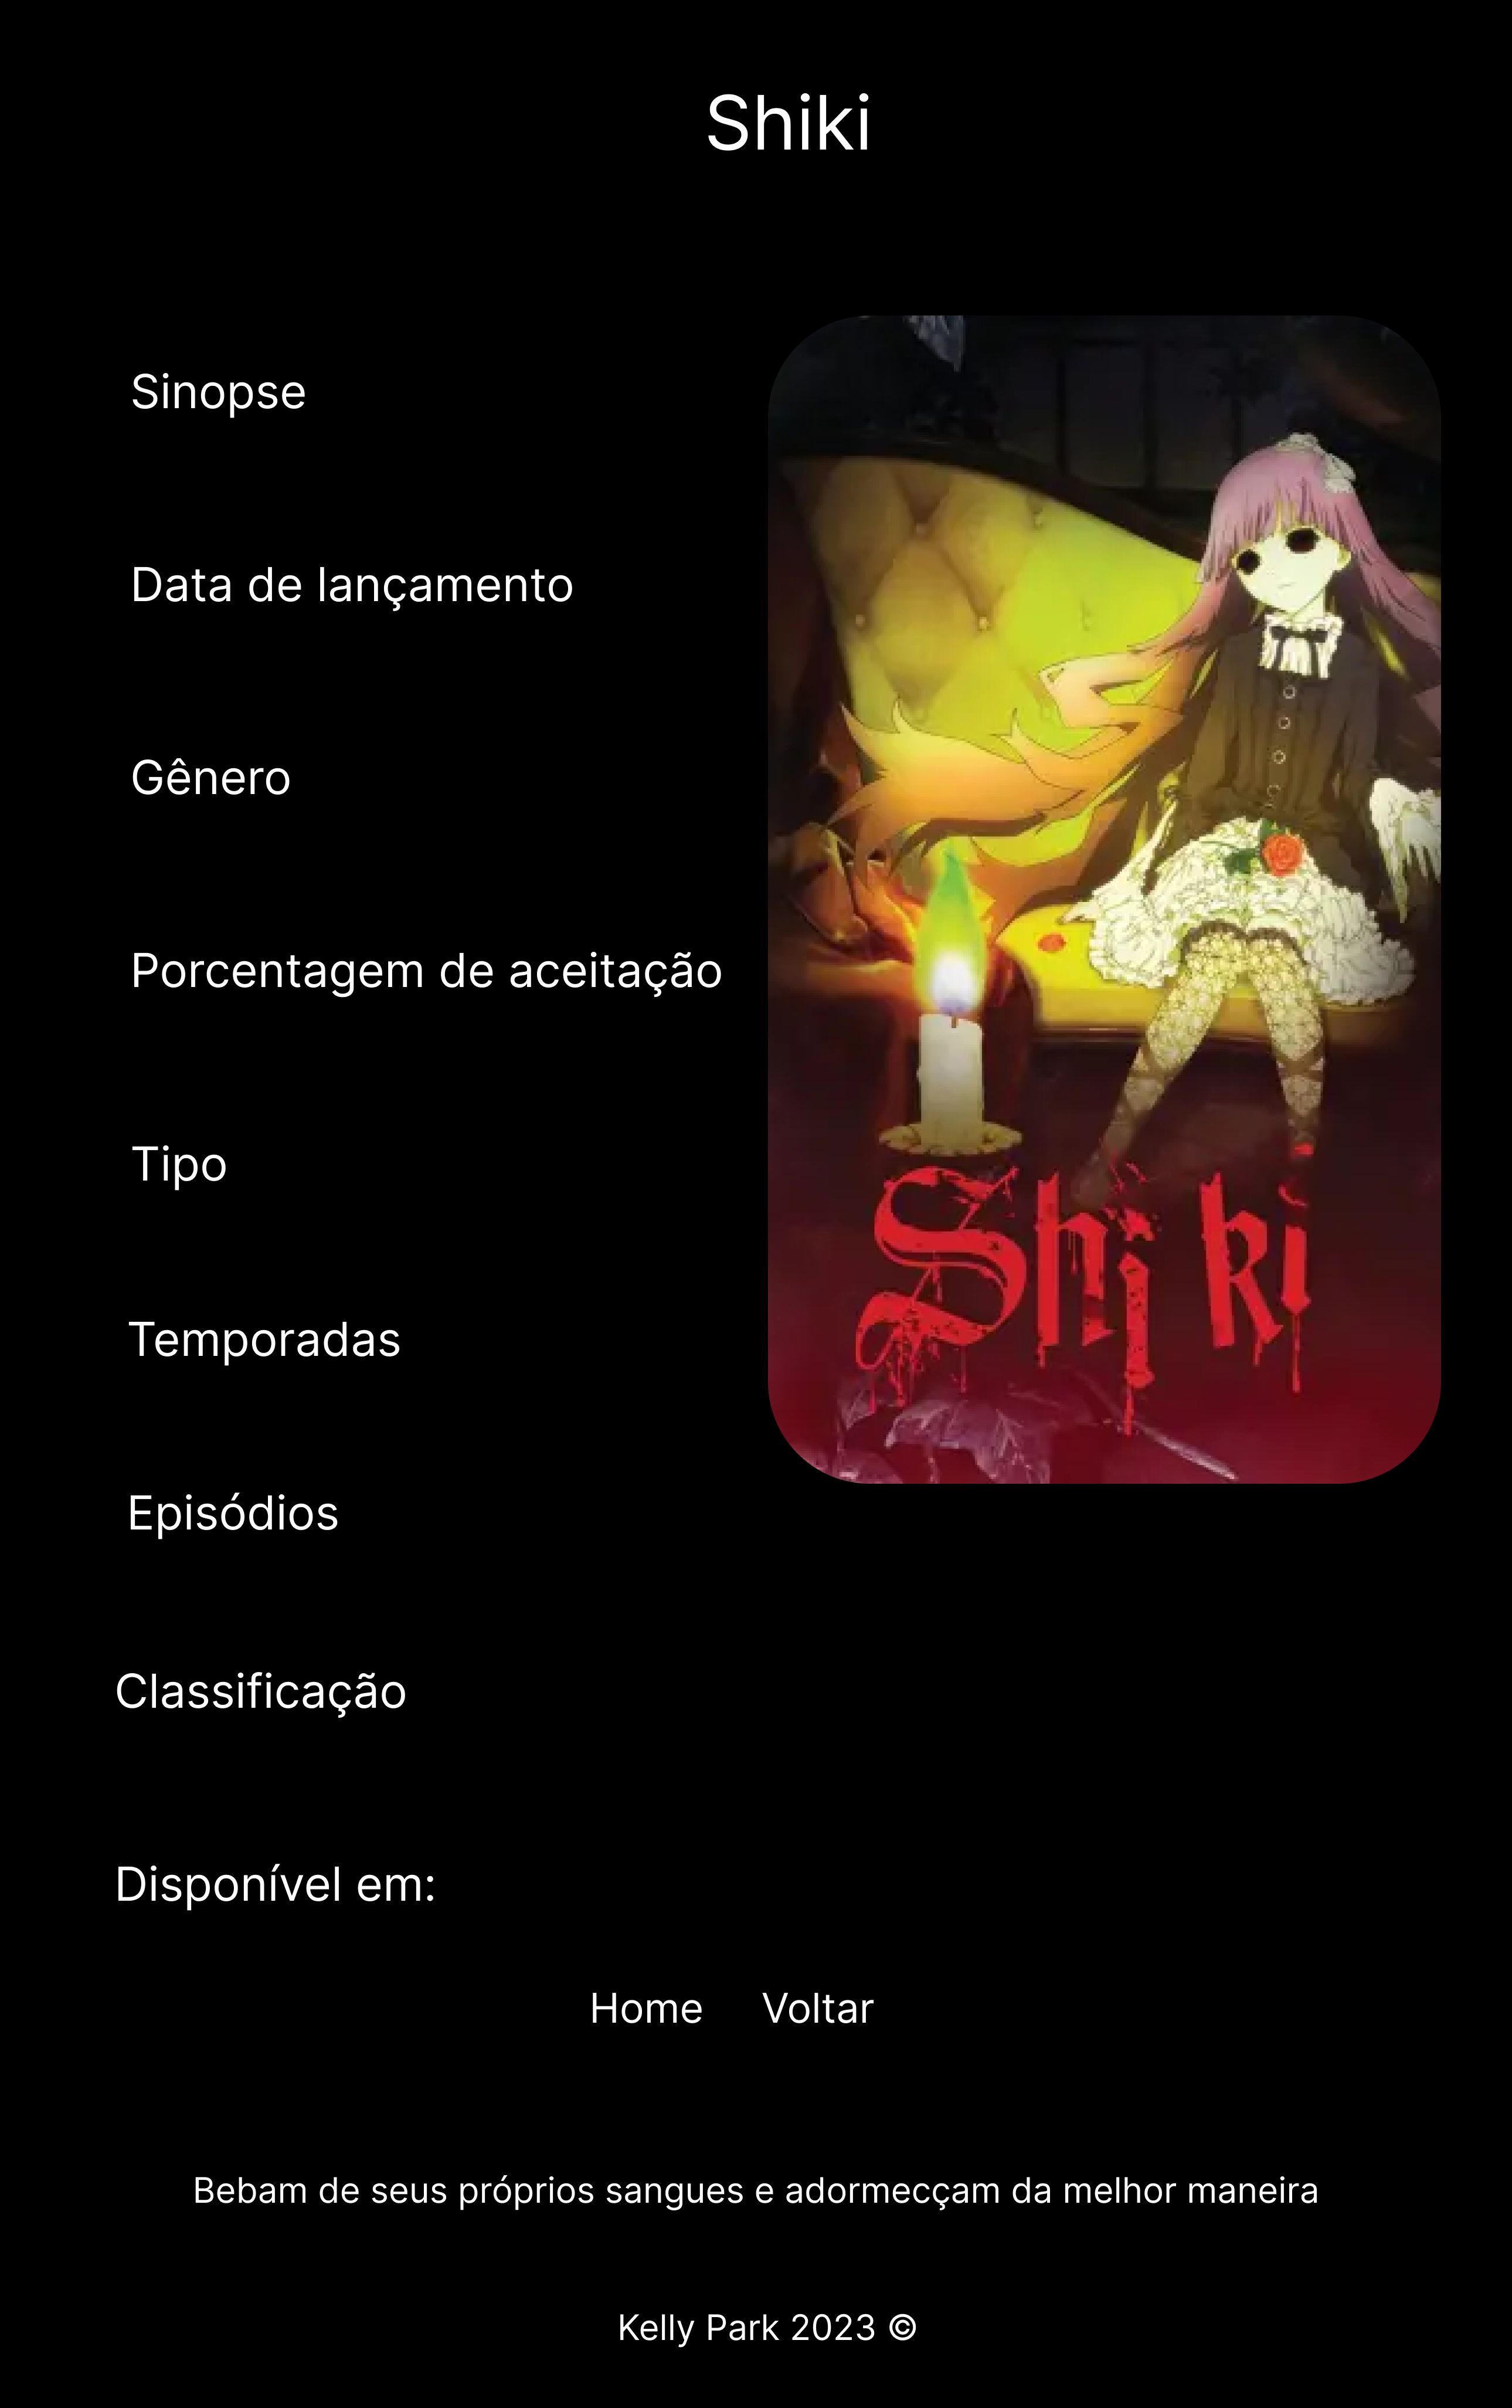 Shiki
Sinopse
Data de lançamento
Gênero
Porcentagem de aceitação
Tipo
Shiki
Temporadas
Episódios
Classificação
Disponível em:
Home Voltar
Bebam de seus próprios sangues e adormecçam da melhor maneira
Kelly Park 2023 ©